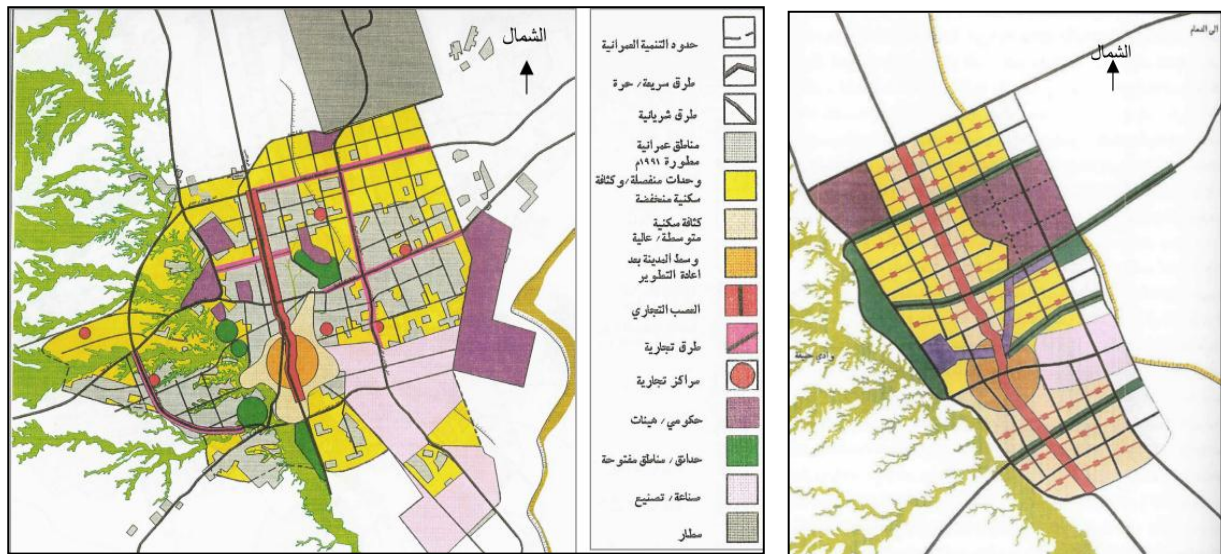 الشمال
حدود التنمية العمرانية
طرق سريعة/ حرة
طرق شريانية
مناطق عمرانية
مطورة ١٩٩١م
وحدات منفصلة/وكثافة
سكنية منخفضة
كثافة سكنية
متوسطة/ عالية
وسط المدينة بعد
اعادة التطوير
العصب التجاري
طرق تجارية
مراكز تجارية
حكومي/ هيئات
حدائق/ مناطق مفتوحة
صناعة/ تصنيع
مطار
الى الدمام
الشمال
وادي حنيفة